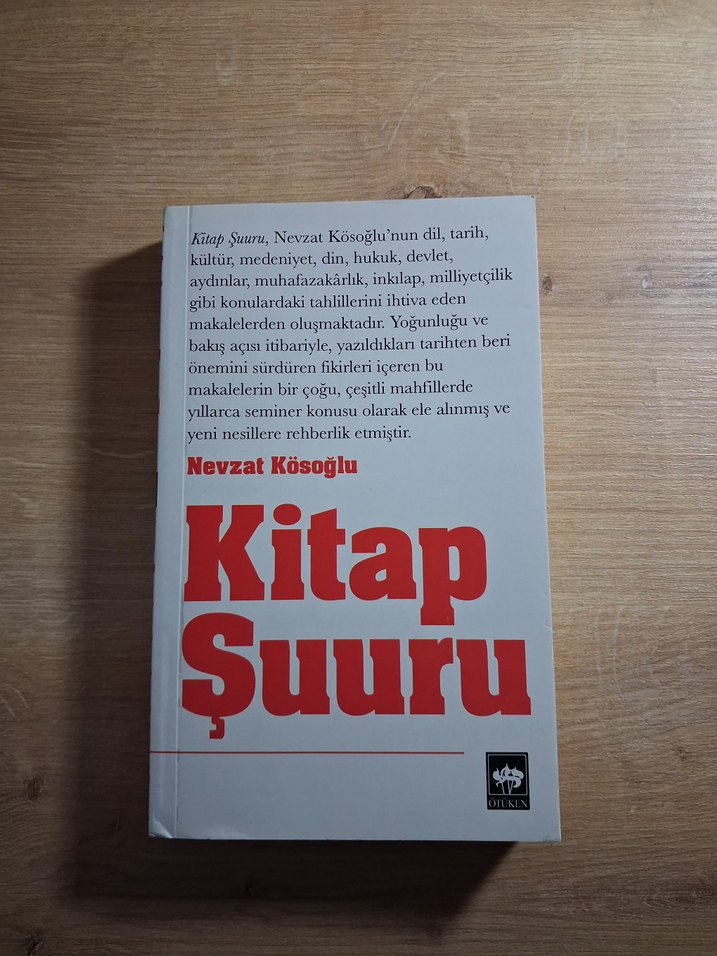 Kitap Şuuru, Nevzat Kösoğlu'nun dil, tarih,
kültür, medeniyet, din, hukuk, devlet,
aydınlar, muhafazakârlık, inkılap, milliyetçilik
gibi konulardaki tahlillerini ihtiva eden
makalelerden oluşmaktadır. Yoğunluğu ve
bakış açısı itibariyle, yazıldıkları tarihten beri
önemini sürdüren fikirleri içeren bu
makalelerin bir çoğu, çeşitli mahfillerde
yıllarca seminer konusu olarak ele alınmış ve
yeni nesillere rehberlik etmiştir.
Nevzat Kösoğlu
Kitap
Şuuru
ÖTÜKEN